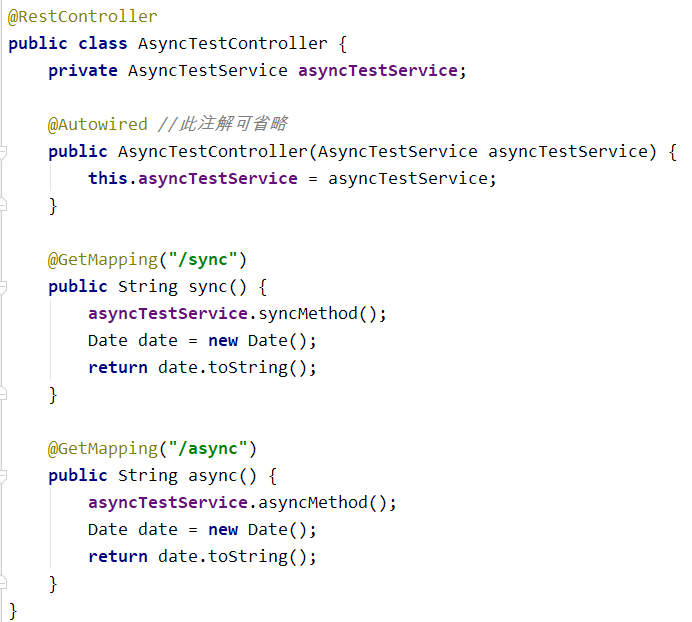 @RestController
public class AsyncTestController {
    private AsyncTestService asyncTestService;

    @Autowired //此注解可省略
    public AsyncTestController(AsyncTestService asyncTestService) {
        this.asyncTestService = asyncTestService;
    }

    @GetMapping("/sync")
    public String sync() {
        asyncTestService.syncMethod();
        Date date = new Date();
        return date.toString();
    }

    @GetMapping("/async")
    public String async() {
        asyncTestService.asyncMethod();
        Date date = new Date();
        return date.toString();
    }
}